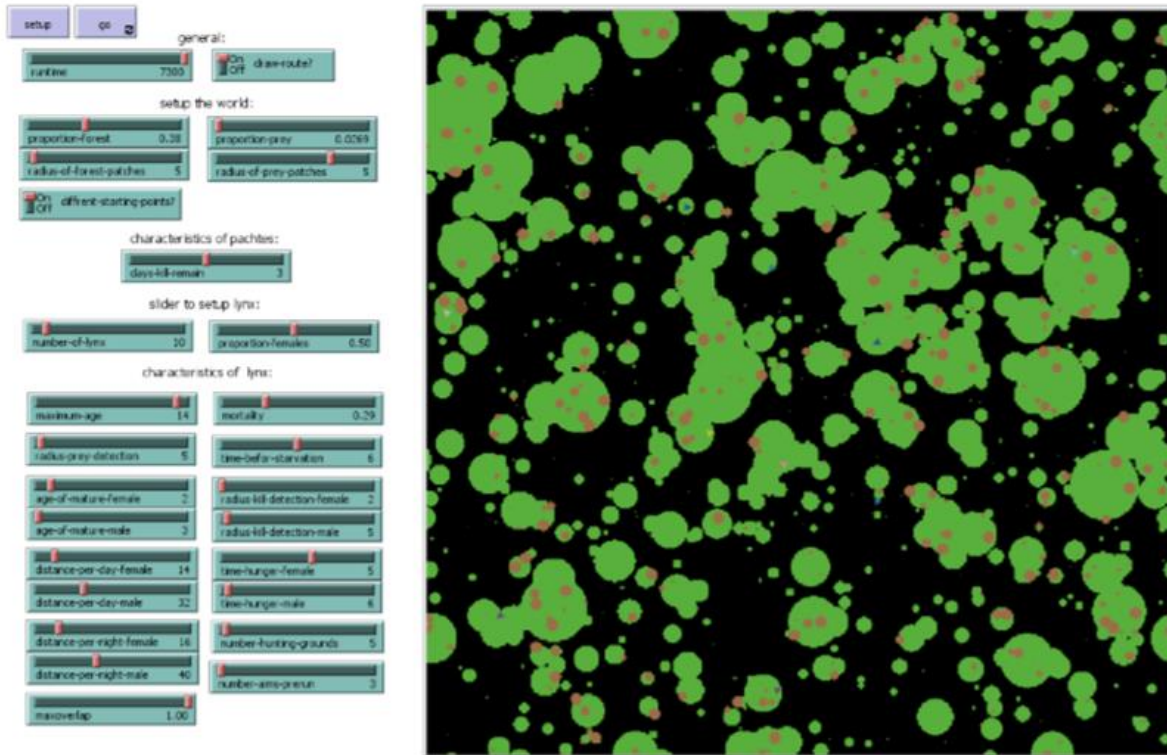 setup
go
general:
runtime 7300
On
Off
draw-route?
setup the world:
proportion-forest 0.38
proportion-prey 0.0269
radius-of-forest-patches 5
radius-of-prey-patches 5
On
Off
diffrent-starting-points?
characteristics of pachtes:
days-kill-remain 3
slider to setup lynx:
number-of-lynx 10
proportion-females 0.50
characteristics of lynx:
maximum-age 14
mortality 0.29
radius-prey-detection 5
time-befor-starvation 6
age-of-mature-female 2
radius-kill-detection-female 2
age-of-mature-male 3
radius-kill-detection-male 5
distance-per-day-female 14
time-hunger-female 5
distance-per-day-male 32
time-hunger-male 6
distance-per-night-female 16
number-hunting-grounds 5
distance-per-night-male 40
number-aims-prerun 3
maxoverlap 1.00